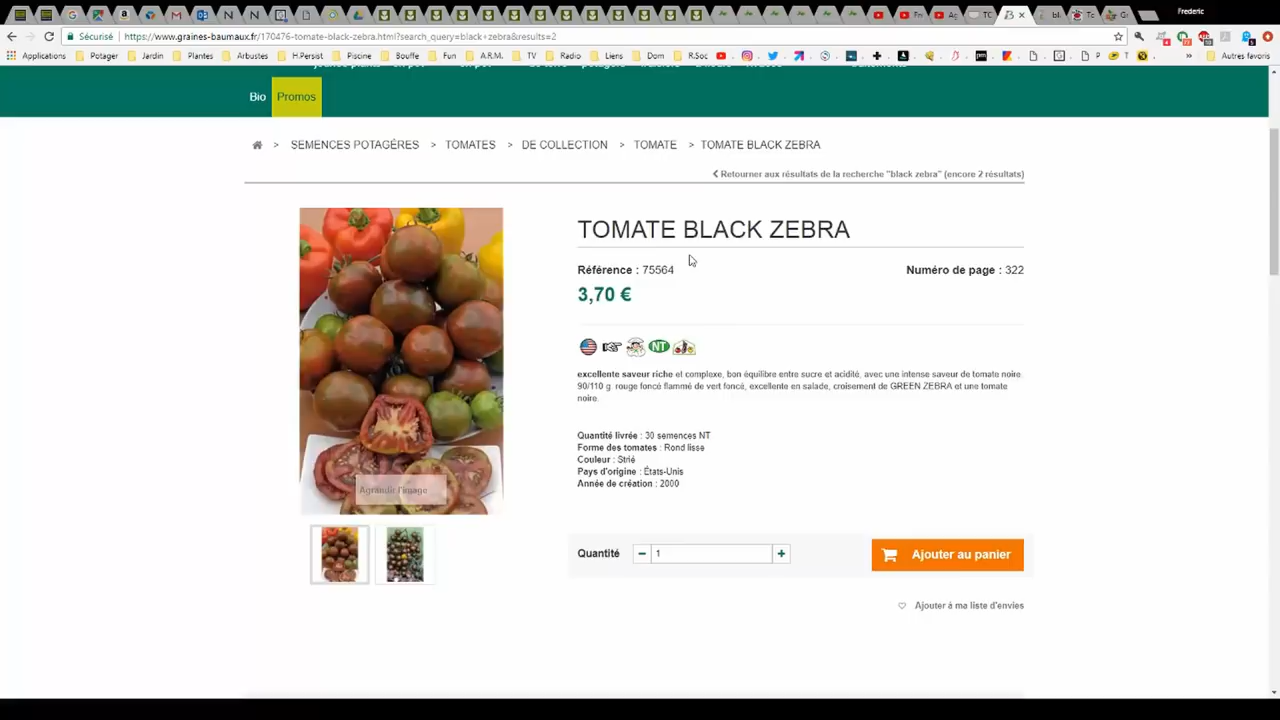 Frederic
Sécurisé https://www.graines-baumaux.fr/170476-tomate-black-zebra.html?search_query=black+zebra&results=2
Applications Potager Jardin Plantes Arbustes H.Persist Piscine Bouffe Fun A.R.M. TV Radio Liens Dom R.Soc Autres favoris
Bio Promos
> SEMENCES POTAGÈRES > TOMATES > DE COLLECTION > TOMATE > TOMATE BLACK ZEBRA
Retourner aux résultats de la recherche "black zebra" (encore 2 résultats)
TOMATE BLACK ZEBRA
Référence : 75564 Numéro de page : 322
3,70 €
NT
excellente saveur riche et complexe, bon équilibre entre sucre et acidité, avec une intense saveur de tomate noire.
90/110 g. rouge foncé flammé de vert foncé, excellente en salade, croisement de GREEN ZEBRA et une tomate
noire.
Quantité livrée : 30 semences NT
Forme des tomates : Rond lisse
Couleur : Strié
Pays d'origine : États-Unis
Année de création : 2000
Agrandir l'image
Quantité 1 Ajouter au panier
Ajouter à ma liste d'envies